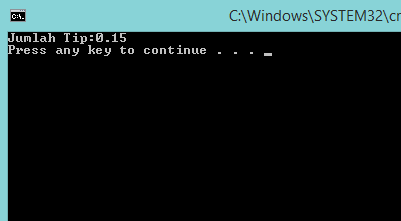 C:\Windows\SYSTEM32\cr
Jumlah Tip:0.15
Press any key to continue . . .